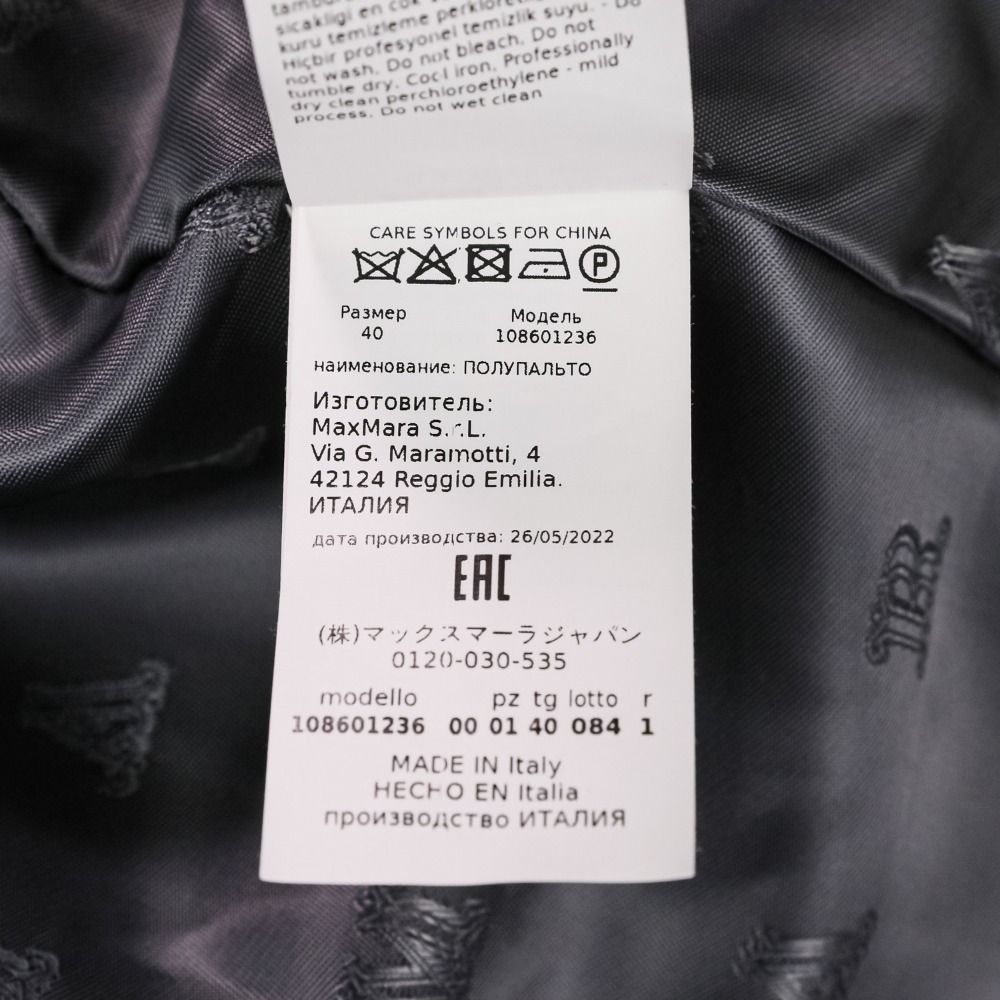 sicakligi en cok
kuru temizleme
Hiçbir profesyonel temizlik suyu. - Do
not wash. Do not bleach. Do not
tumble dry. Cool iron. Professionally
dry clean perchloroethylene - mild
process. Do not wet clean
CARE SYMBOLS FOR CHINA
P
Размер Модель
40 108601236
наименование: ПОЛУПАЛЬТО
Изготовитель:
MaxMara S.r.L.
Via G. Maramotti, 4
42124 Reggio Emilia.
ИТАЛИЯ
дата производства: 26/05/2022
EAC
(株)マックスマーラジャパン
0120-030-535
modello pz tg lotto r
108601236 00 01 40 084 1
MADE IN Italy
HECHO EN Italia
производство ИТАЛИЯ